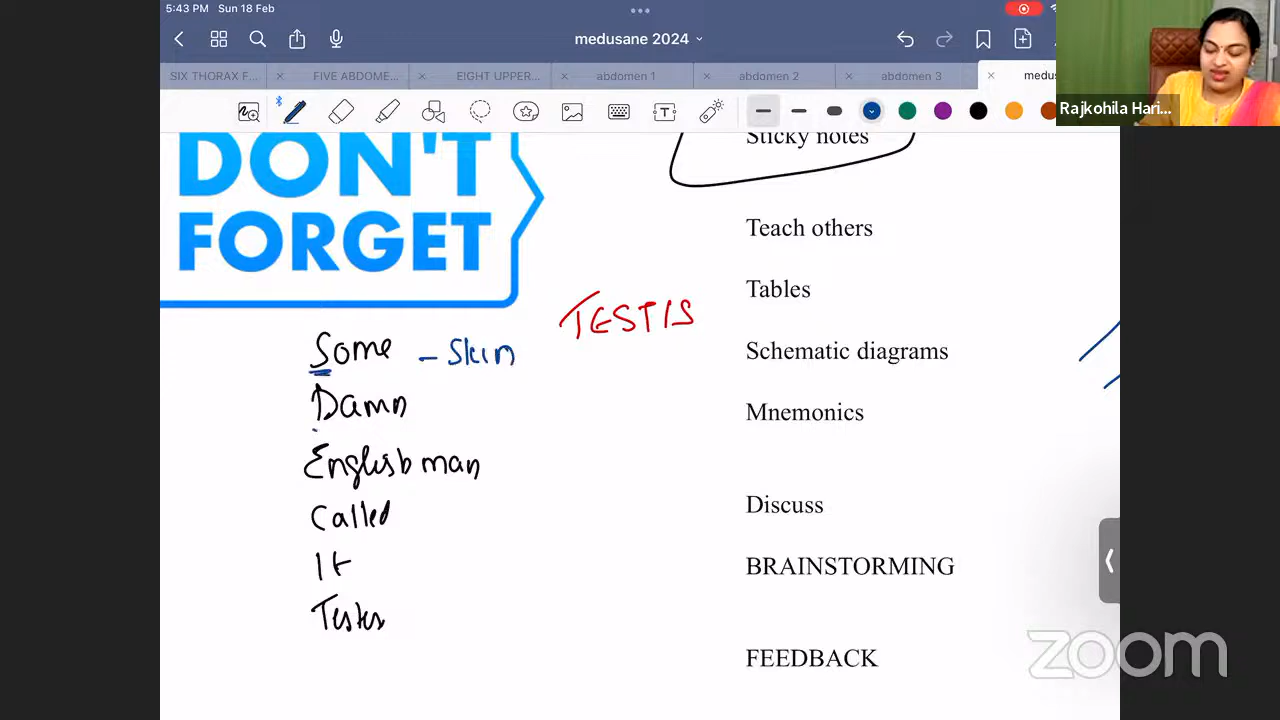 5:43 PM Sun 18 Feb
medusane 2024
SIX THORAX F...
FIVE ABDOME...
EIGHT UPPER...
abdomen 1
abdomen 2
abdomen 3
medus
Rajkohila Hari...
DON'T
FORGET
Sticky notes
Teach others
Tables
TESTIS
Some - Skin
Schematic diagrams
Damn
Mnemonics
Englishman
Called
Discuss
It
BRAINSTORMING
Testes
FEEDBACK
zoom